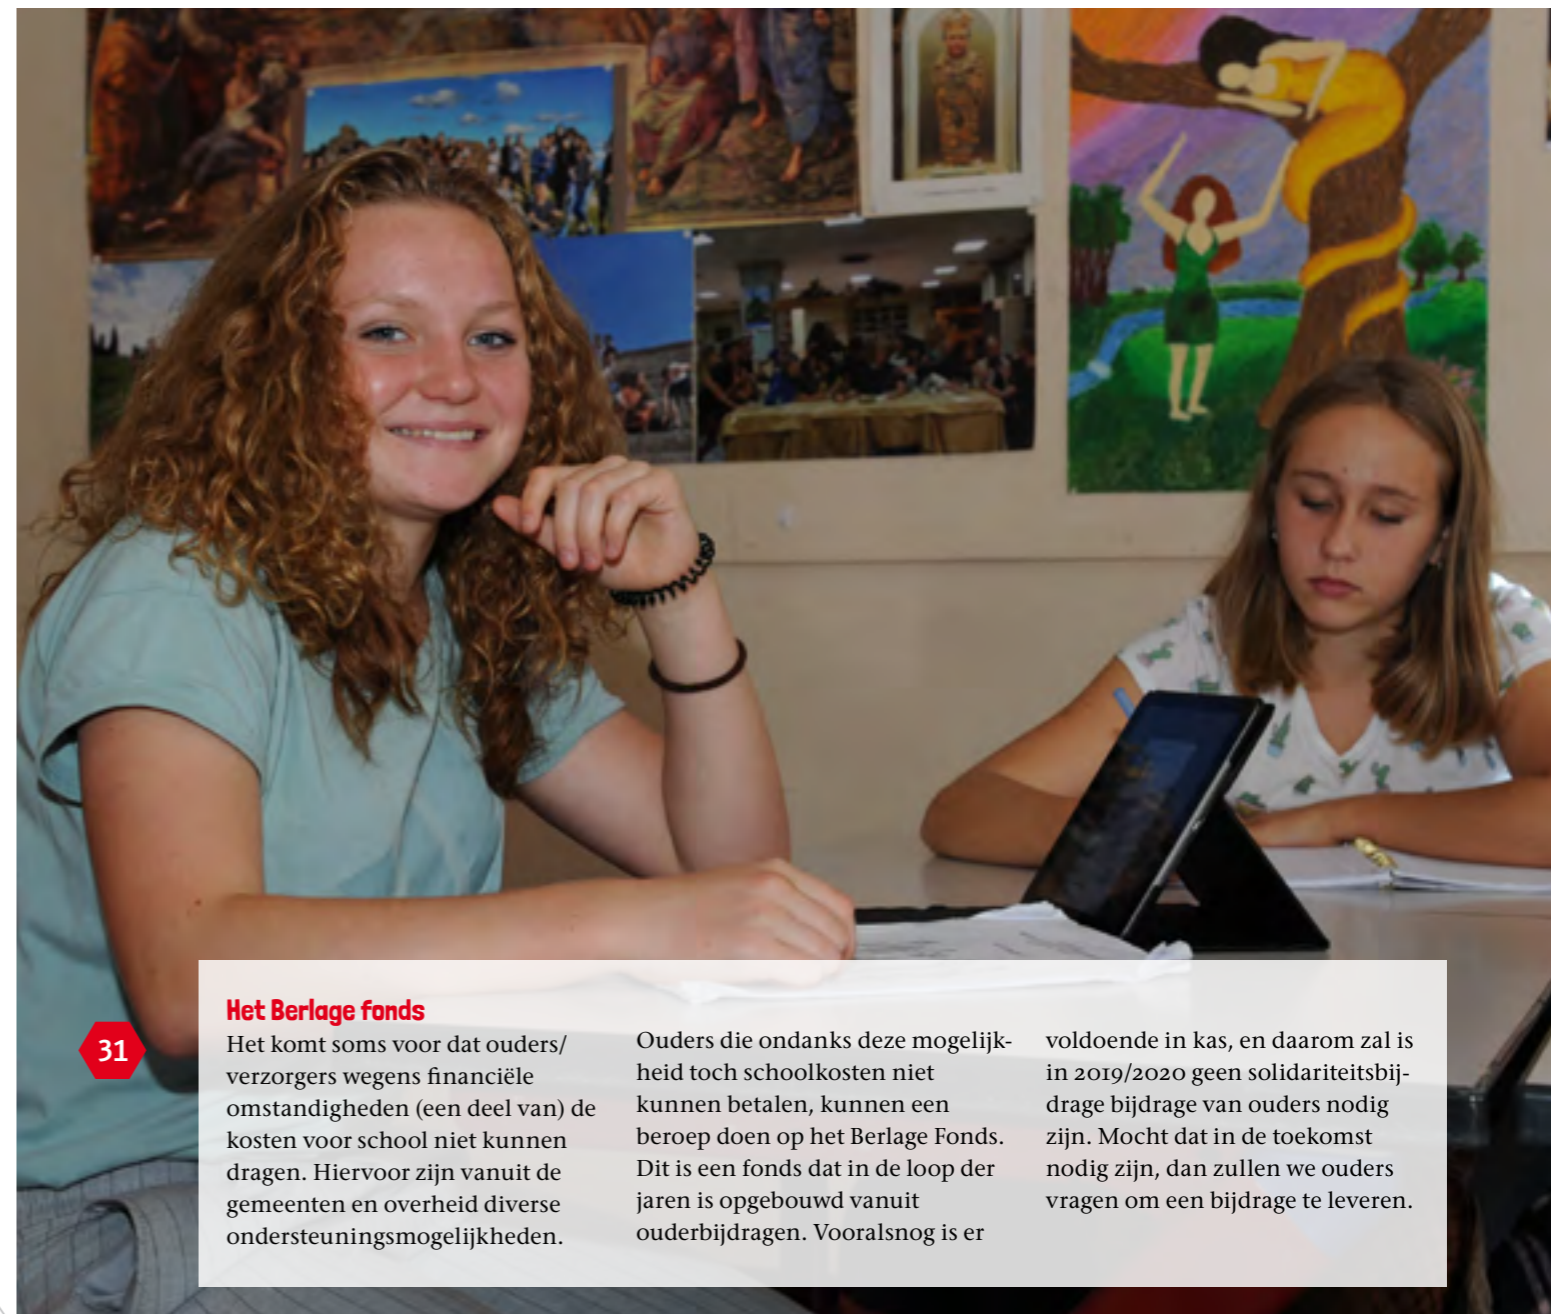 Het Berlage fonds
Het komt soms voor dat ouders/
verzorgers wegens financiële
omstandigheden (een deel van) de
kosten voor school niet kunnen
dragen. Hiervoor zijn vanuit de
gemeenten en overheid diverse
ondersteuningsmogelijkheden.
Ouders die ondanks deze mogelijk-
heid toch schoolkosten niet
kunnen betalen, kunnen een
beroep doen op het Berlage Fonds.
Dit is een fonds dat in de loop der
jaren is opgebouwd vanuit
ouderbijdragen. Vooralsnog is er
voldoende in kas, en daarom zal is
in 2019/2020 geen solidariteitsbij-
drage bijdrage van ouders nodig
zijn. Mocht dat in de toekomst
nodig zijn, dan zullen we ouders
vragen om een bijdrage te leveren.
31